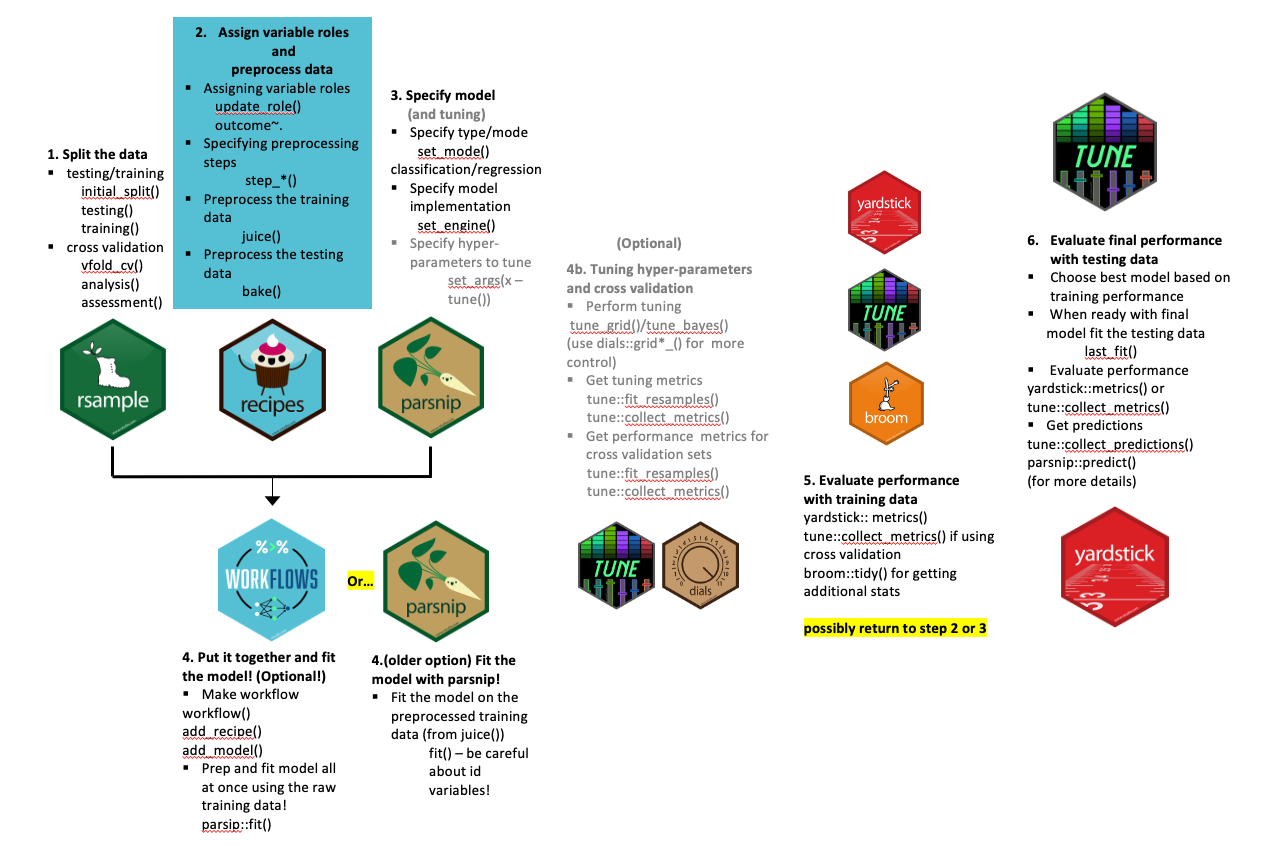 1. Split the data
▪ testing/training
initial_split()
testing()
training()
▪ cross validation
vfold_cv()
analysis()
assessment()
rsample
2. Assign variable roles
and
preprocess data
▪ Assigning variable roles
update_role()
outcome~.
▪ Specifying preprocessing
steps
step_*()
▪ Preprocess the training
data
juice()
▪ Preprocess the testing
data
bake()
recipes
3. Specify model
(and tuning)
▪ Specify type/mode
set_mode()
classification/regression
▪ Specify model
implementation
set_engine()
▪ Specify hyper-
parameters to tune
set_args(x –
tune())
parsnip
%>%
WORKFLOWS
Or...
parsnip
4. Put it together and fit
the model! (Optional!)
▪ Make workflow
workflow()
add_recipe()
add_model()
▪ Prep and fit model all
at once using the raw
training data!
parsip::fit()
4.(older option) Fit the
model with parsnip!
▪ Fit the model on the
preprocessed training
data (from juice())
fit() – be careful
about id
variables!
(Optional)
4b. Tuning hyper-parameters
and cross validation
▪ Perform tuning
tune_grid()/tune_bayes()
(use dials::grid*_() for more
control)
▪ Get tuning metrics
tune::fit_resamples()
tune::collect_metrics()
▪ Get performance metrics for
cross validation sets
tune::fit_resamples()
tune::collect_metrics()
TUNE
dials
yardstick
TUNE
broom
5. Evaluate performance
with training data
yardstick:: metrics()
tune::collect_metrics() if using
cross validation
broom::tidy() for getting
additional stats
possibly return to step 2 or 3
TUNE
6. Evaluate final performance
with testing data
▪ Choose best model based on
training performance
▪ When ready with final
model fit the testing data
last_fit()
▪ Evaluate performance
yardstick::metrics() or
tune::collect_metrics()
▪ Get predictions
tune::collect_predictions()
parsnip::predict()
(for more details)
yardstick